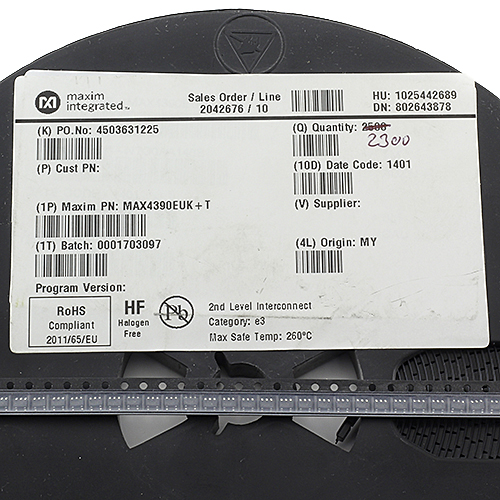 maxim
integrated™
Sales Order / Line
2042676 / 10
HU: 1025442689
DN: 802643878
(K) PO.No: 4503631225
(Q) Quantity: 2500
2300
(P) Cust PN:
(10D) Date Code: 1401
(1P) Maxim PN: MAX4390EUK+T
(V) Supplier:
(1T) Batch: 0001703097
(4L) Origin: MY
Program Version:
RoHS
Compliant
2011/65/EU
HF
Halogen
Free
Pb
2nd Level Interconnect
Category: e3
Max Safe Temp: 260°C